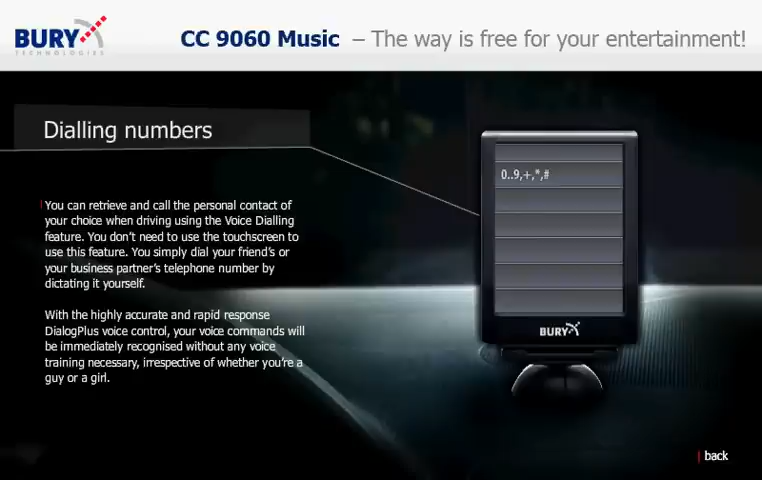 BURY
TECHNOLOGIES
CC 9060 Music – The way is free for your entertainment!
Dialling numbers
You can retrieve and call the personal contact of
your choice when driving using the Voice Dialling
feature. You don't need to use the touchscreen to
use this feature. You simply dial your friend's or
your business partner's telephone number by
dictating it yourself.
With the highly accurate and rapid response
DialogPlus voice control, your voice commands will
be immediately recognised without any voice
training necessary, irrespective of whether you're a
guy or a girl.
0..9,+,*,#
BURY
back